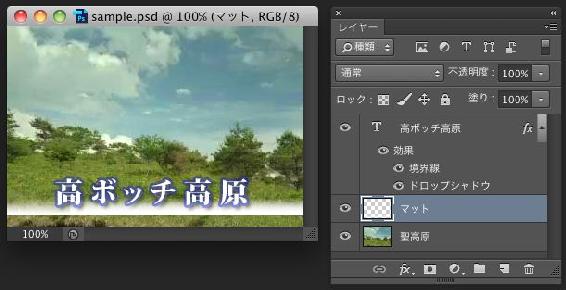 sample.psd @ 100% (マット, RGB/8)
高ボッチ高原
100%
レイヤー
種類
通常
不透明度: 100%
ロック:
塗り: 100%
T 高ボッチ高原 fx
効果
境界線
ドロップシャドウ
マット
聖高原
fx